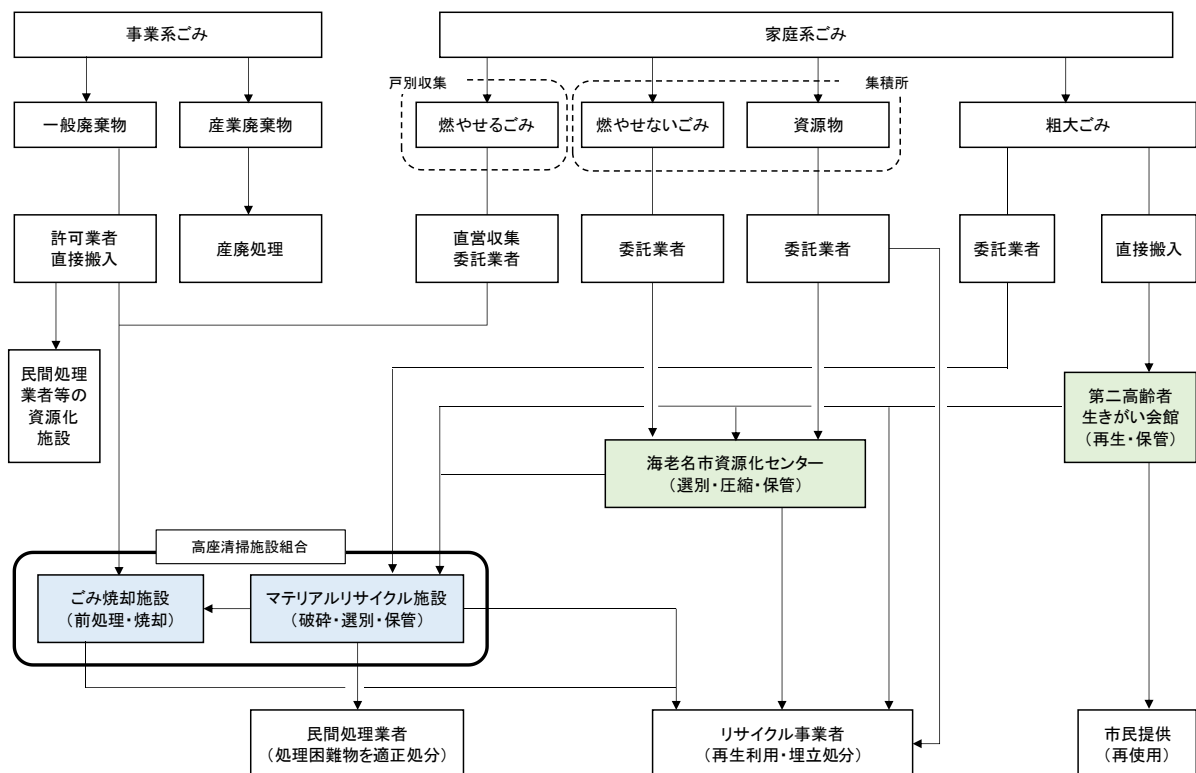 事業系ごみ
家庭系ごみ
戸別収集
集積所
一般廃棄物
産業廃棄物
燃やせるごみ
燃やせないごみ
資源物
粗大ごみ
許可業者
直接搬入
産廃処理
直営収集
委託業者
委託業者
委託業者
委託業者
直接搬入
民間処理
業者等の
資源化
施設
第二高齢者
生きがい会館
（再生・保管）
海老名市資源化センター
（選別・圧縮・保管）
高座清掃施設組合
ごみ焼却施設
（前処理・焼却）
マテリアルリサイクル施設
（破砕・選別・保管）
民間処理業者
（処理困難物を適正処分）
リサイクル事業者
（再生利用・埋立処分）
市民提供
（再使用）